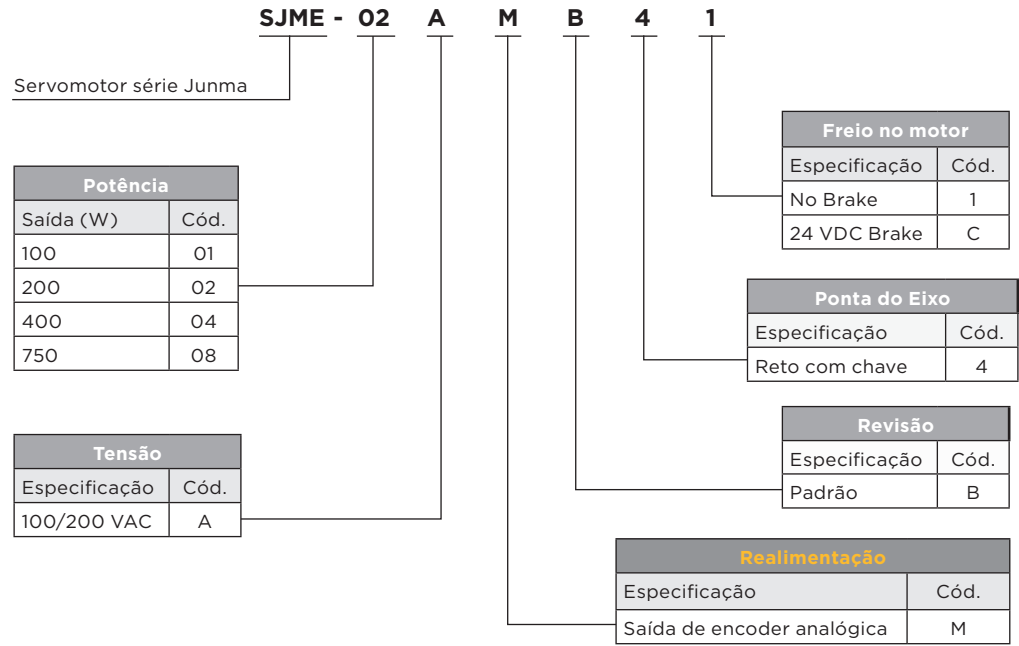 SJME - 02 A M B 4 1
Servomotor série Junma
Potência
Saída (W) Cód.
100 01
200 02
400 04
750 08
Tensão
Especificação Cód.
100/200 VAC A
Freio no motor
Especificação Cód.
No Brake 1
24 VDC Brake C
Ponta do Eixo
Especificação Cód.
Reto com chave 4
Revisão
Especificação Cód.
Padrão B
Realimentação
Especificação Cód.
Saída de encoder analógica M